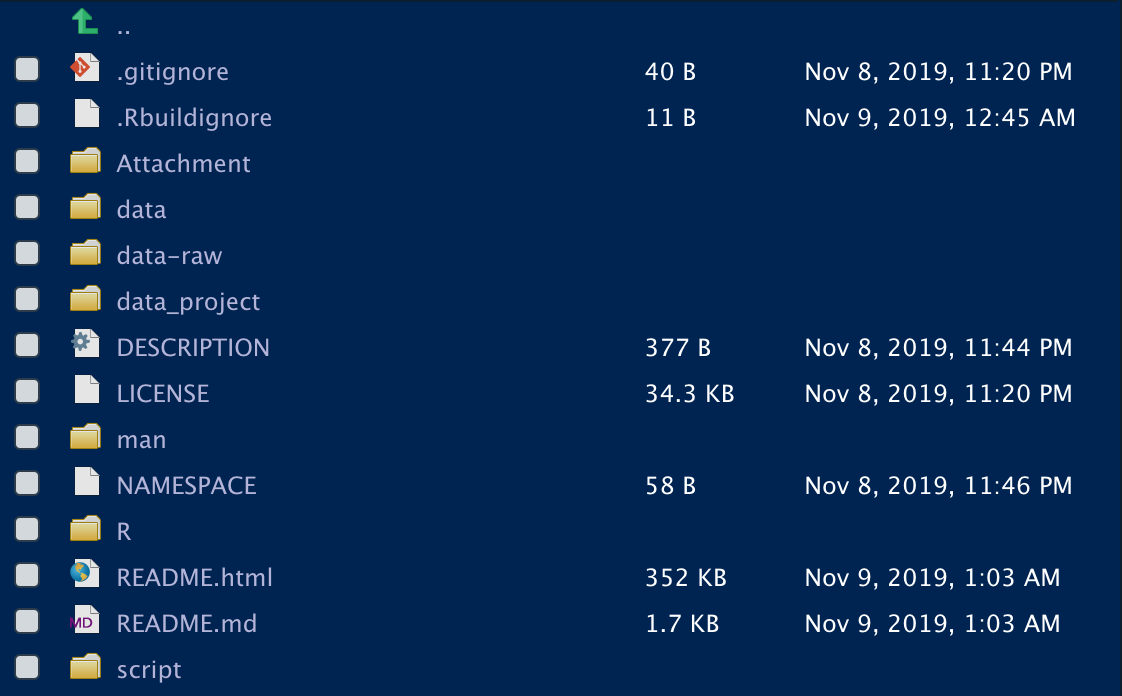 ..
.gitignore 40 B Nov 8, 2019, 11:20 PM
.Rbuildignore 11 B Nov 9, 2019, 12:45 AM
Attachment
data
data-raw
data_project
DESCRIPTION 377 B Nov 8, 2019, 11:44 PM
LICENSE 34.3 KB Nov 8, 2019, 11:20 PM
man
NAMESPACE 58 B Nov 8, 2019, 11:46 PM
R
README.html 352 KB Nov 9, 2019, 1:03 AM
MD README.md 1.7 KB Nov 9, 2019, 1:03 AM
script